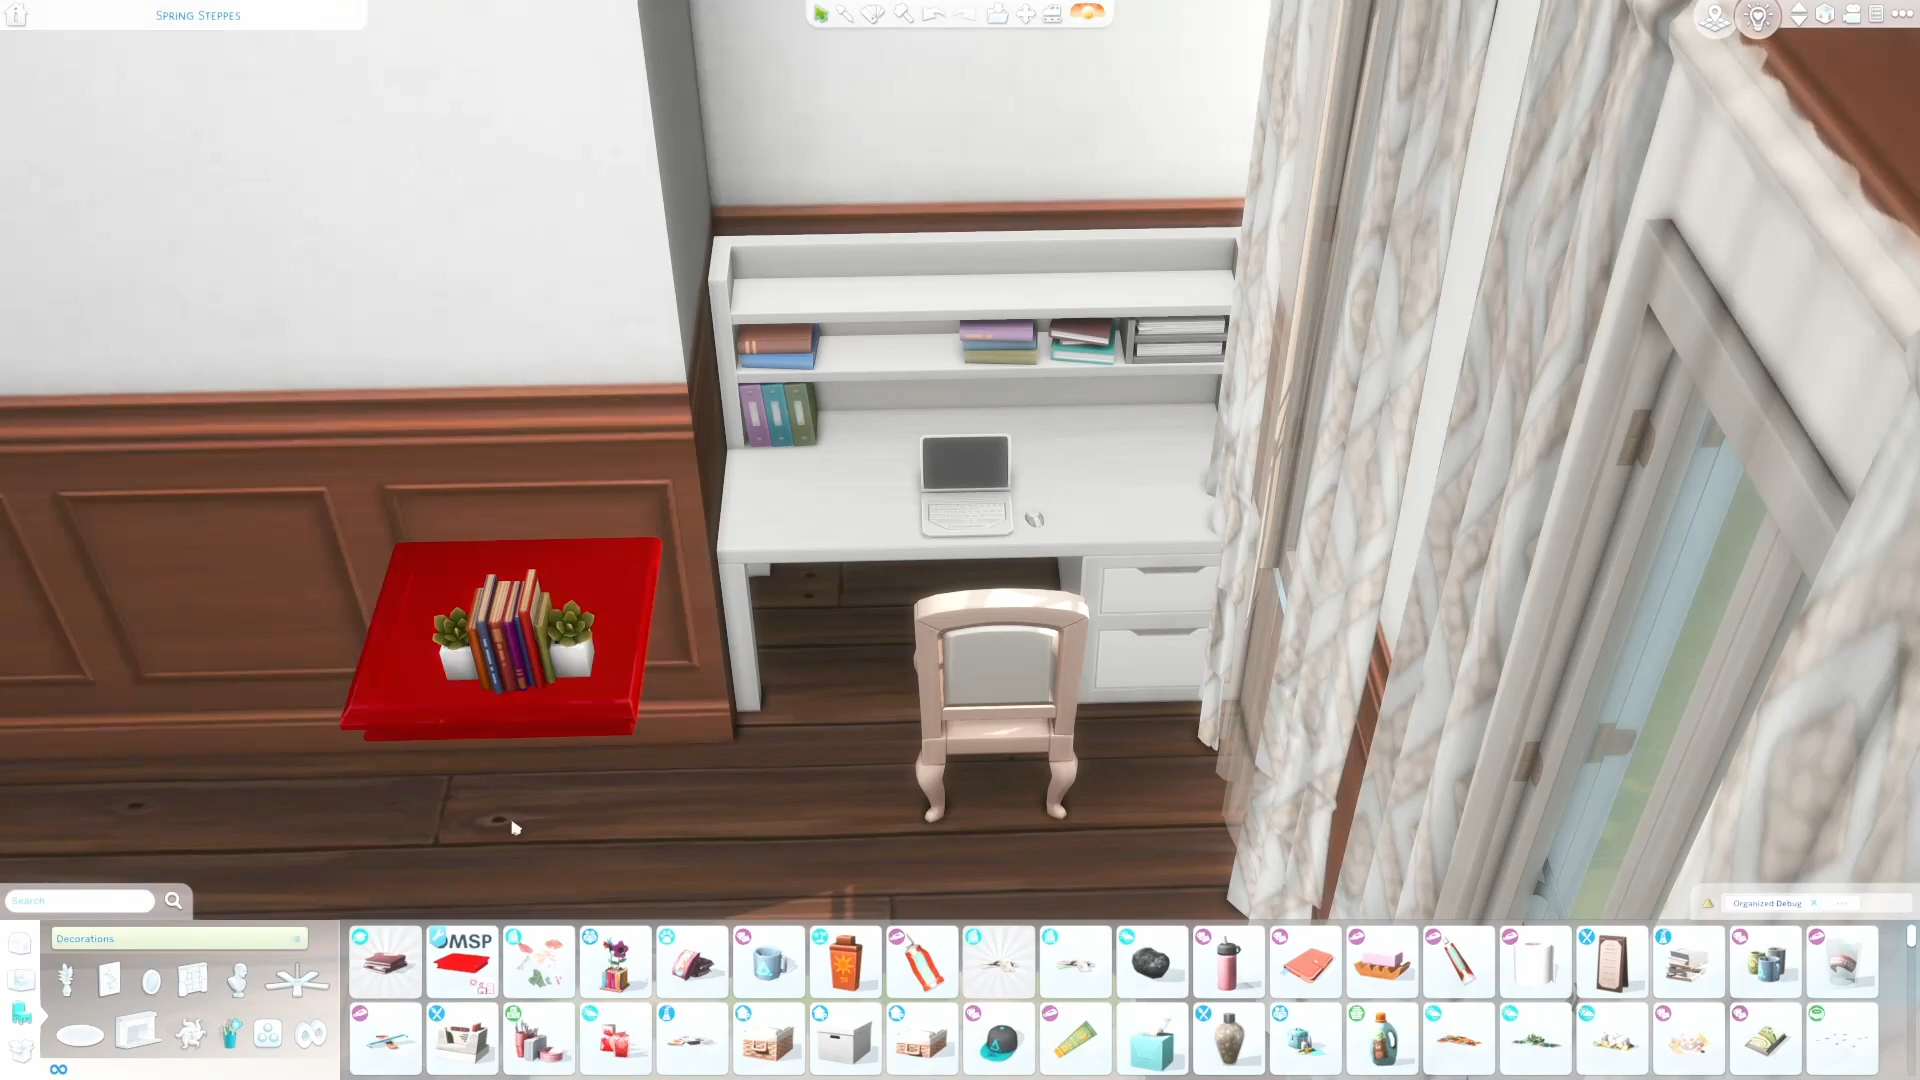 Spring Steppes
Search
Organized Debug
Decorations
MSP